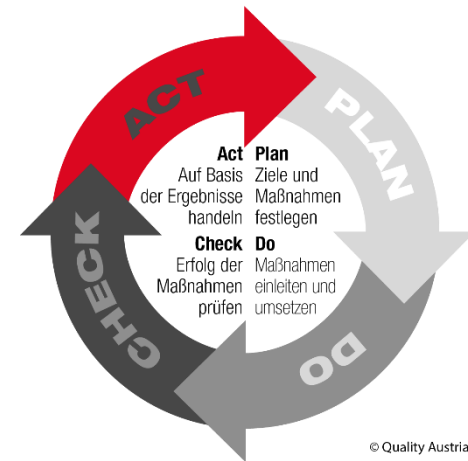 ACT
PLAN
Act Plan
Auf Basis Ziele und
der Ergebnisse Maßnahmen
handeln festlegen
Check Do
Erfolg der Maßnahmen
Maßnahmen einleiten und
prüfen umsetzen
CHECK
DO
© Quality Austria